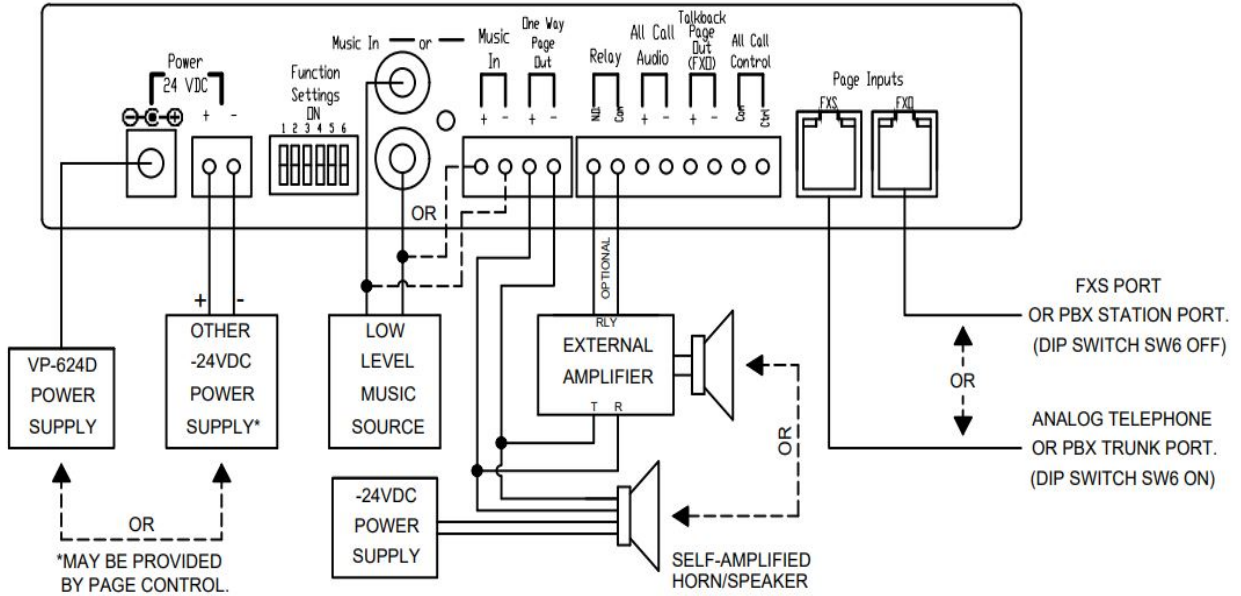 Power
24 VDC
+ -
Function
Settings
ON
1 2 3 4 5 6
Music In — or —
Music
In
+ -
One Way
Page
Out
+ -
Relay
N.O. Com
All Call
Audio
+ -
Talkback
Page
Out
(FXO)
+ -
All Call
Control
Com Ctrl
Page Inputs
FXS FXO
OR
OPTIONAL
+ -
VP-624D
POWER
SUPPLY
OTHER
-24VDC
POWER
SUPPLY*
OR
*MAY BE PROVIDED
BY PAGE CONTROL.
LOW
LEVEL
MUSIC
SOURCE
RLY
EXTERNAL
AMPLIFIER
T R
OR
-24VDC
POWER
SUPPLY
SELF-AMPLIFIED
HORN/SPEAKER
FXS PORT
OR PBX STATION PORT.
(DIP SWITCH SW6 OFF)
OR
ANALOG TELEPHONE
OR PBX TRUNK PORT.
(DIP SWITCH SW6 ON)